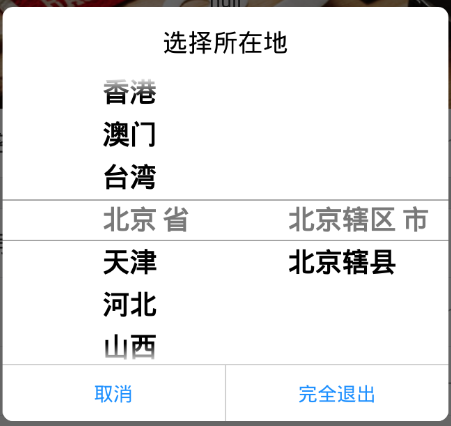 选择所在地
香港
澳门
台湾
北京 省 北京辖区 市
天津 北京辖县
河北
山西
取消 完全退出